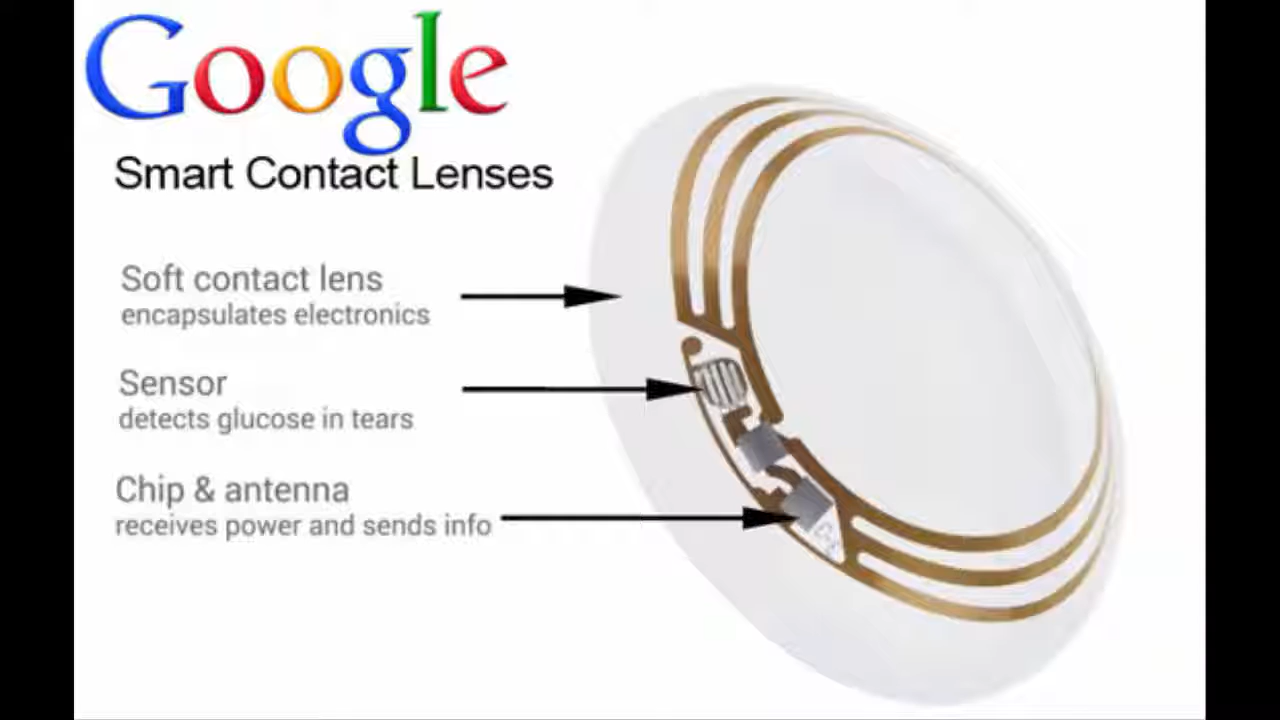 Google
Smart Contact Lenses
Soft contact lens
encapsulates electronics
Sensor
detects glucose in tears
Chip & antenna
receives power and sends info